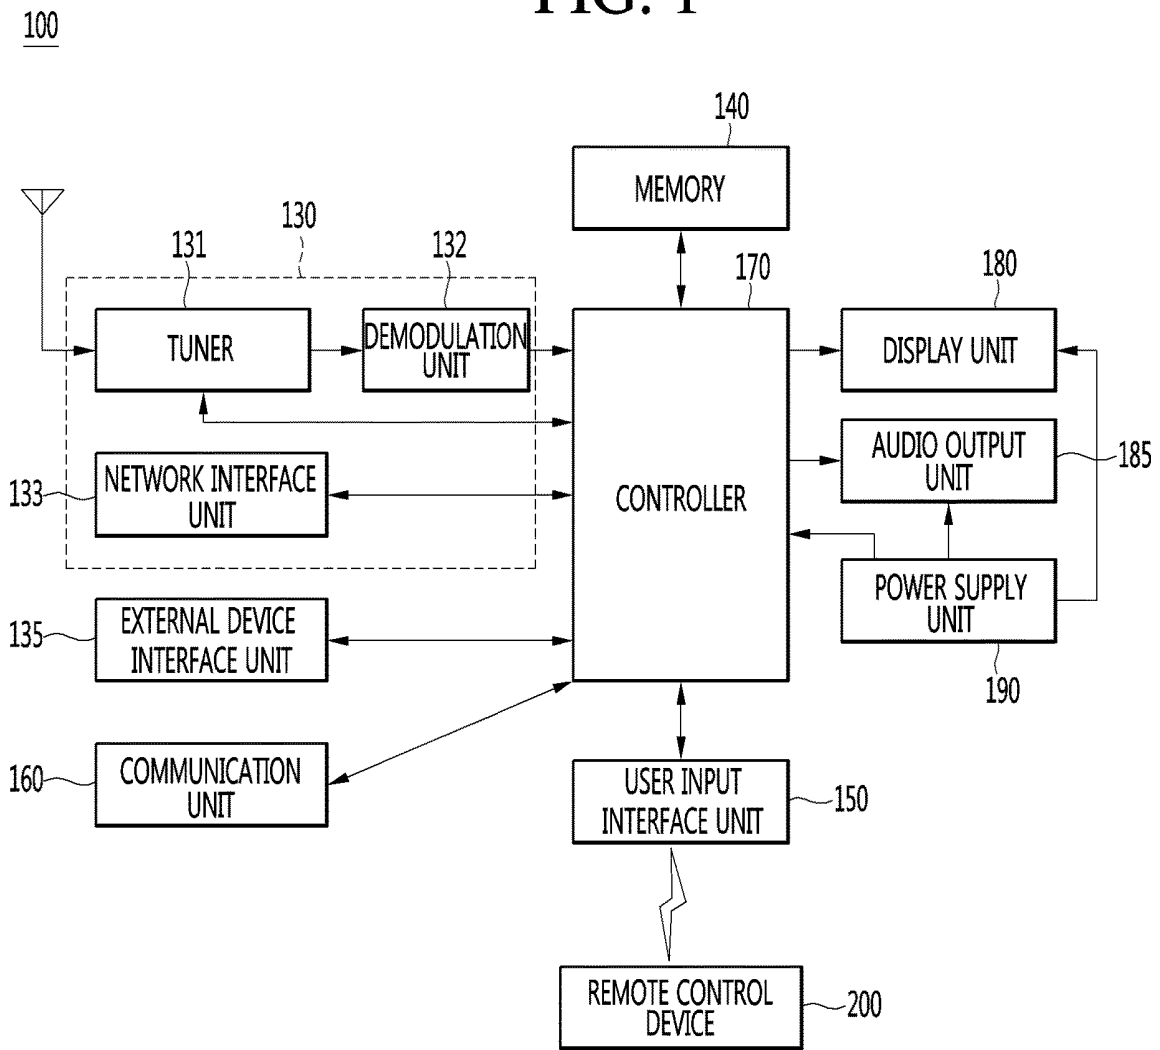 FIG. 1
100
140
MEMORY
130
131
132
170
180
TUNER
DEMODULATION
UNIT
DISPLAY UNIT
AUDIO OUTPUT
UNIT
185
133
NETWORK INTERFACE
UNIT
CONTROLLER
POWER SUPPLY
UNIT
190
135
EXTERNAL DEVICE
INTERFACE UNIT
160
COMMUNICATION
UNIT
USER INPUT
INTERFACE UNIT
150
REMOTE CONTROL
DEVICE
200